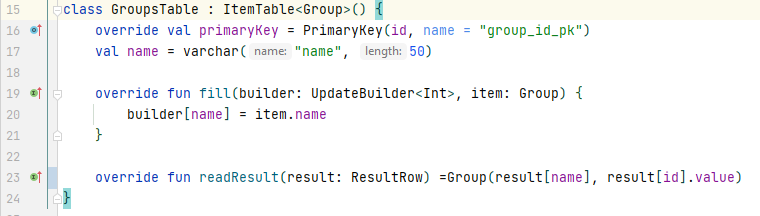 15 class GroupsTable : ItemTable<Group>() {
16 override val primaryKey = PrimaryKey(id, name = "group_id_pk")
17 val name = varchar( name: "name", length: 50)
18
19 override fun fill(builder: UpdateBuilder<Int>, item: Group) {
20 builder[name] = item.name
21 }
22
23 override fun readResult(result: ResultRow) =Group(result[name], result[id].value)
24 }